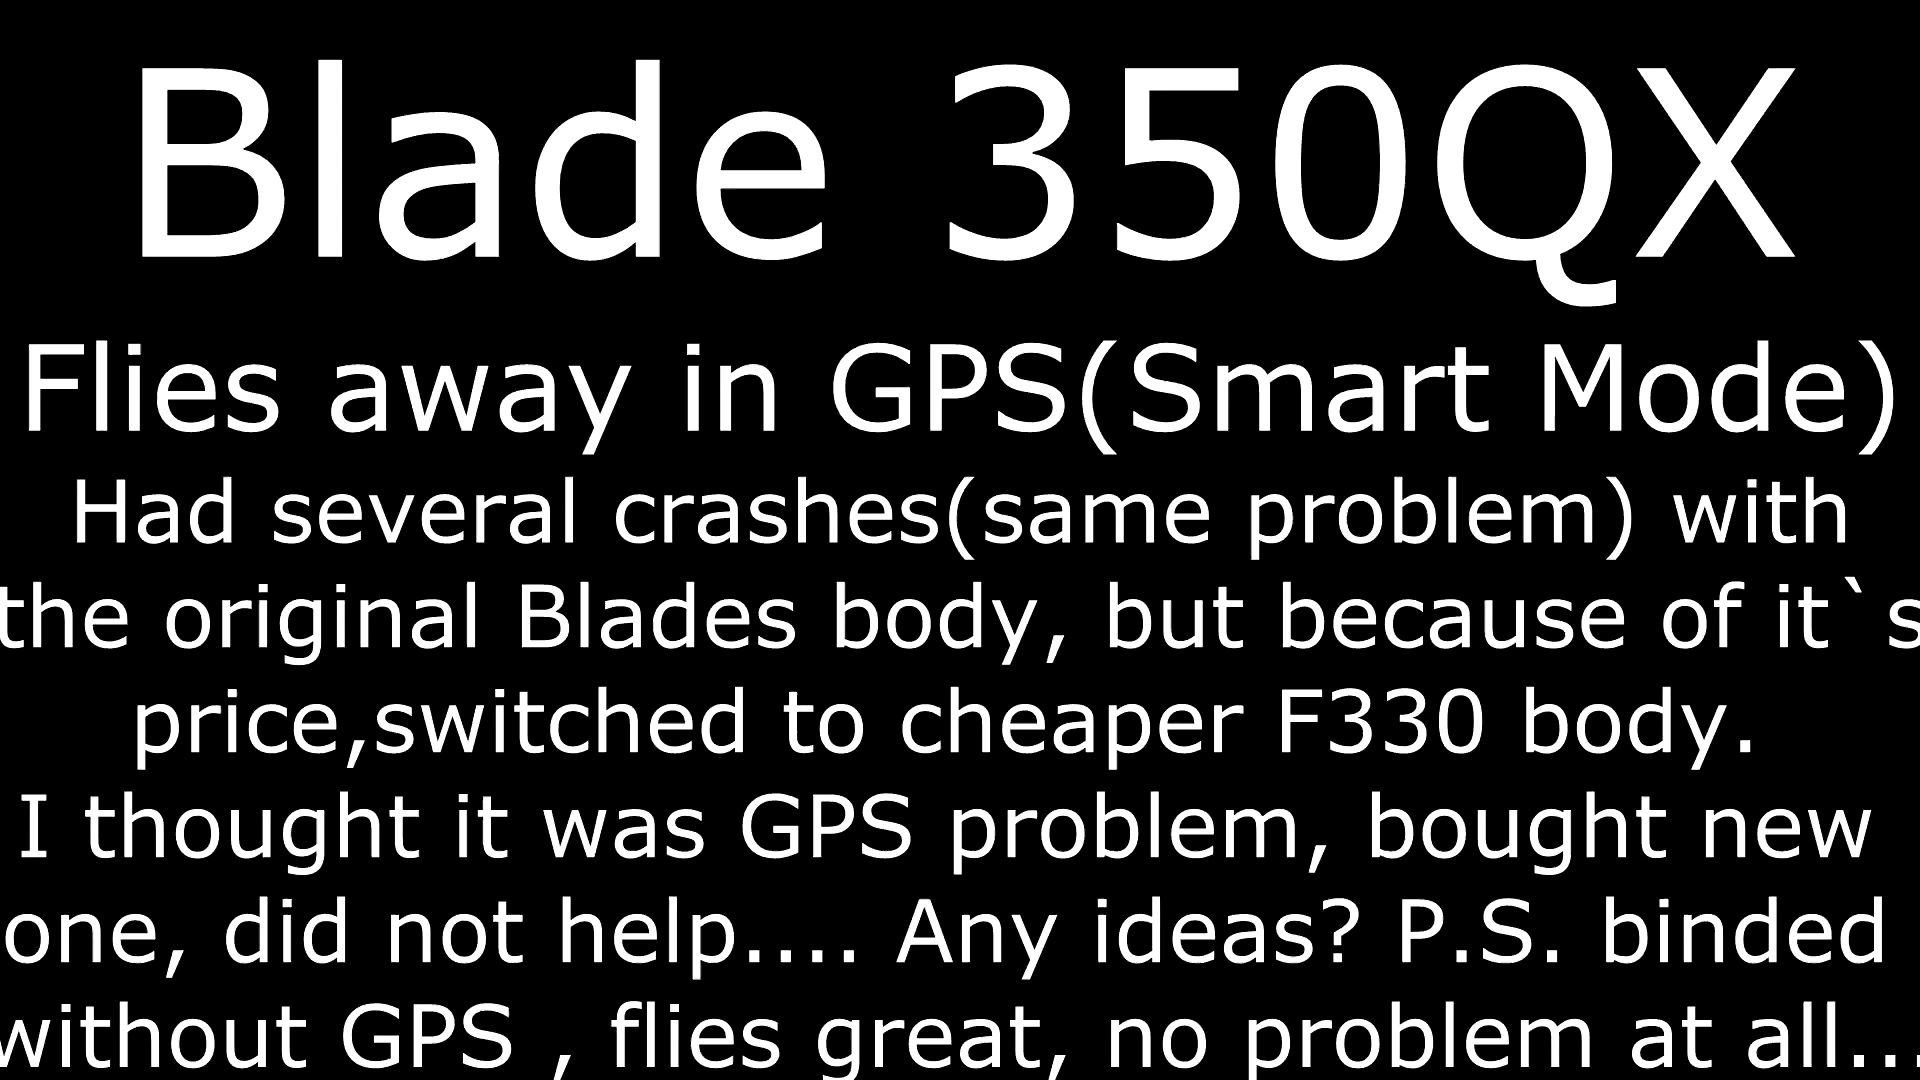 Blade 350QX
Flies away in GPS(Smart Mode)
Had several crashes(same problem) with
the original Blades body, but because of it`s
price,switched to cheaper F330 body.
I thought it was GPS problem, bought new
one, did not help.... Any ideas? P.S. binded
without GPS , flies great, no problem at all...